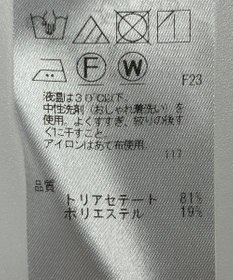 F W
F23
液温は30℃以下、
中性洗剤（おしゃれ着洗い）を
使用。よくすすぎ、絞りの後す
ぐに干すこと。
アイロンはあて布使用。
117
品質
トリアセテート 81%
ポリエステル 19%